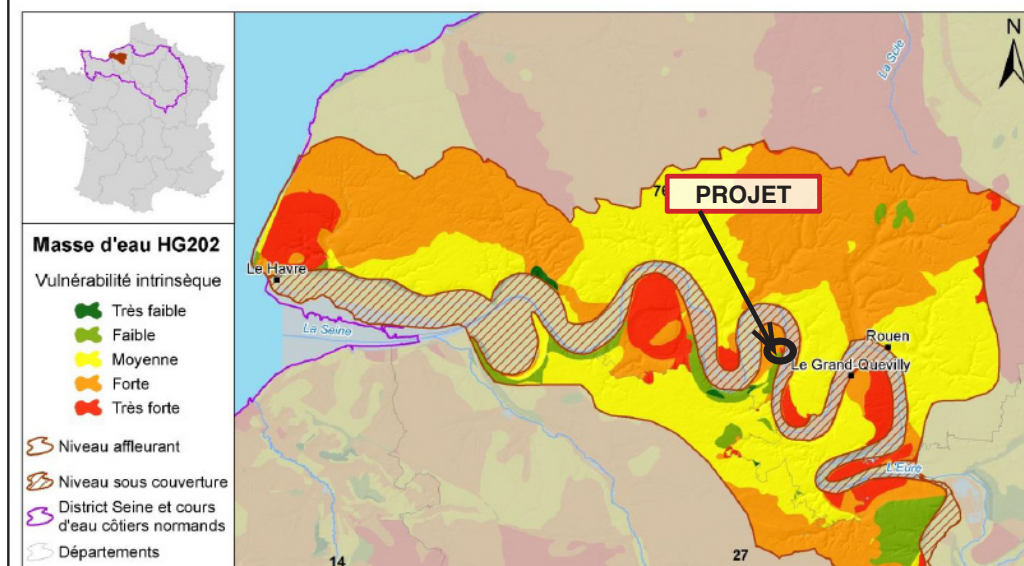 Masse d'eau HG202
Vulnérabilité intrinsèque
Très faible
Faible
Moyenne
Forte
Très forte
Niveau affleurant
Niveau sous couverture
District Seine et cours
d'eau côtiers normands
Départements
N
La Scie
76
PROJET
Le Havre
La Seine
Rouen
Le Grand-Quevilly
L'Eure
14
27